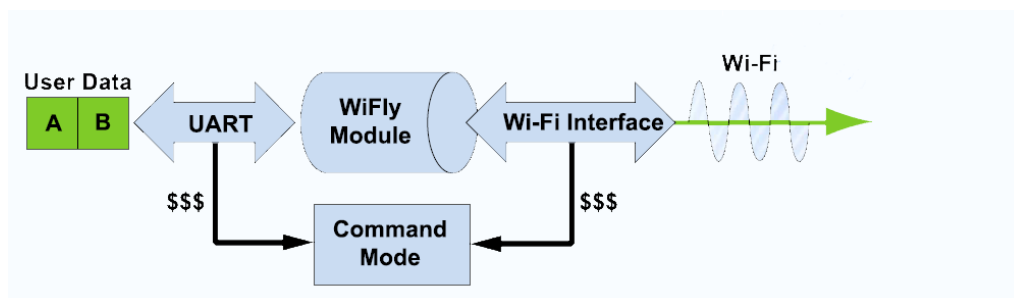 Wi-Fi
User Data
A B
UART
WiFly
Module
Wi-Fi Interface
$$$
$$$
Command
Mode